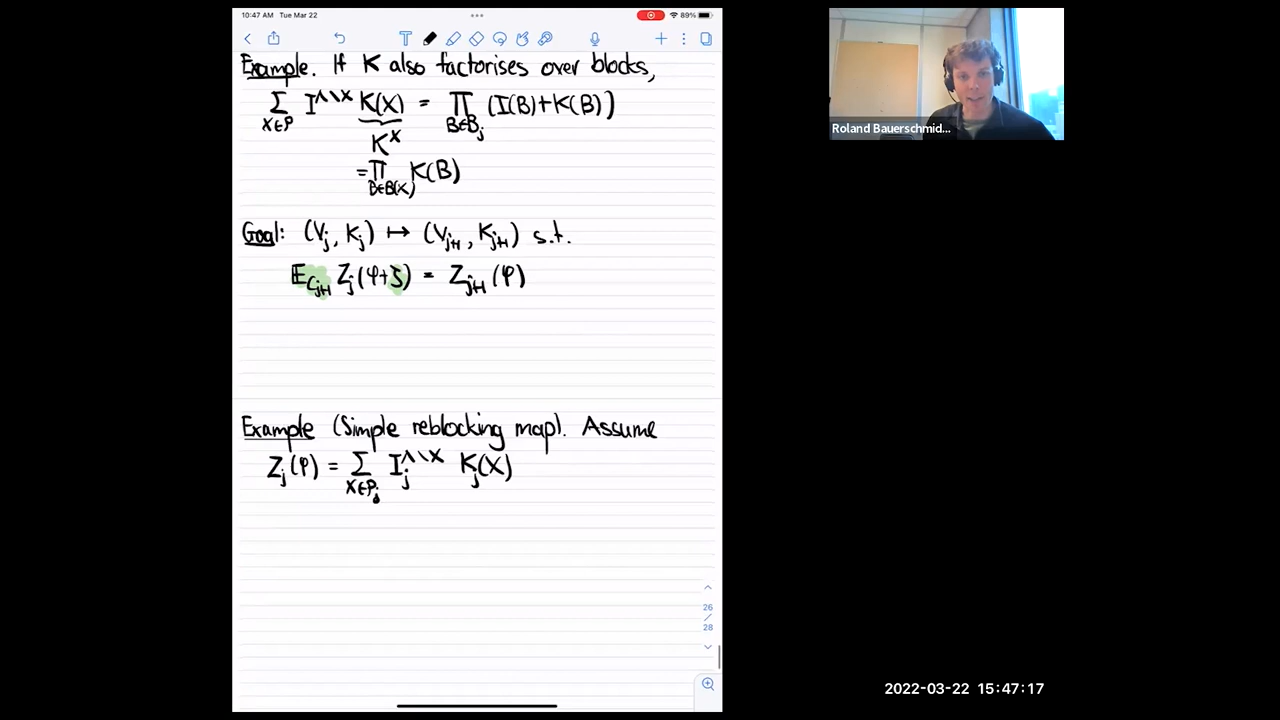 10:47 AM Tue Mar 22
89%
Example. If K also factorises over blocks,
∑_{X∈P} I^{Λ\X} K(X) = ∏_{B∈B_j} (I(B)+K(B))
K^X
= ∏_{B∈B(X)} K(B)
Goal: (V_j, K_j) ↦ (V_{j+1}, K_{j+1}) s.t.
E_{C_{j+1}} Z_j(φ+ζ) = Z_{j+1}(φ)
Example (Simple reblocking map). Assume
Z_j(φ) = ∑_{X∈P_j} I_j^{Λ\X} K_j(X)
26
/
28
Roland Bauerschmid...
2022-03-22 15:47:17